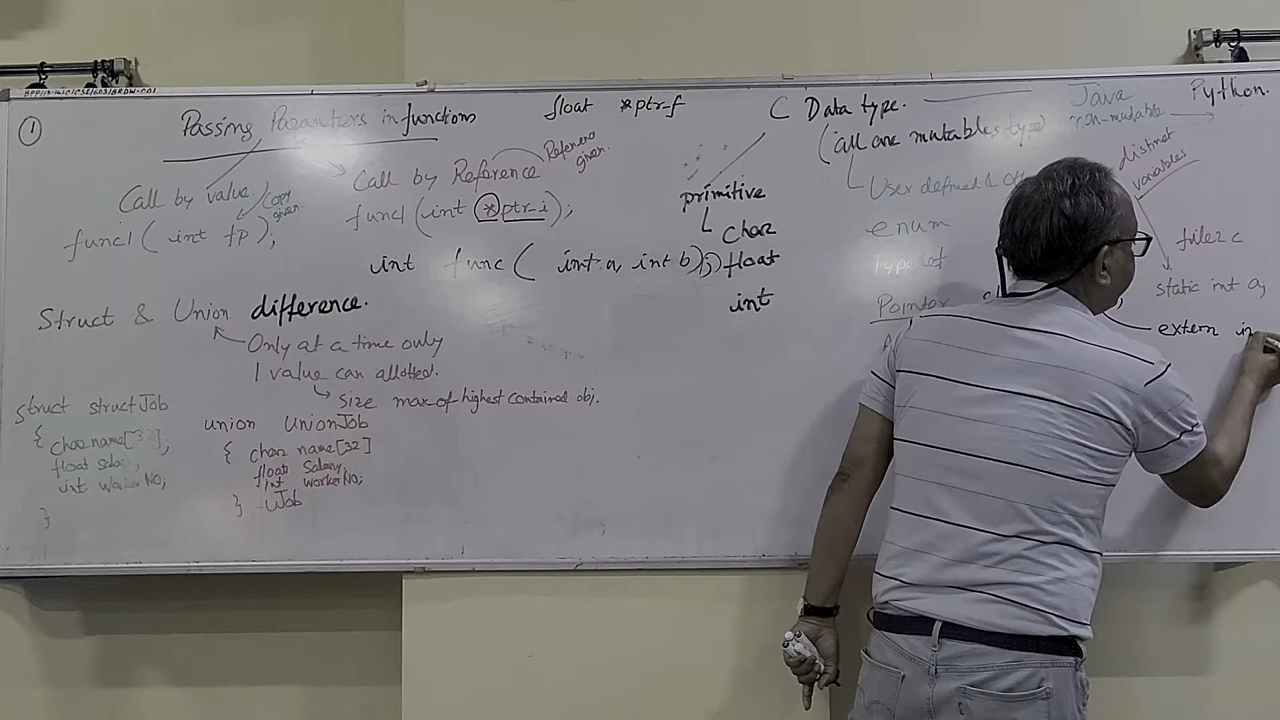 1
Passing Parameters in functions
Call by value
Copy given.
func1 ( int fp );
Call by Reference
given.
func1 (int *ptr-i);
float *ptr-f
int func ( int a, int b);
Struct & Union difference.
Only at a time only
1 value can allotted.
Size max of highest contained obj.
struct structJob
{ char name[32];
float Salary
int WorkerNO;
}
union UnionJob
{ char name [32]
float Salary;
int workerNo;
} uJob
C Data type.
(all are mutables type)
primitive
char
float
int
User defined &
enum
Pointer
Java
non-mutable
Python.
distinct
variables
file2 c
static int a;
extern in